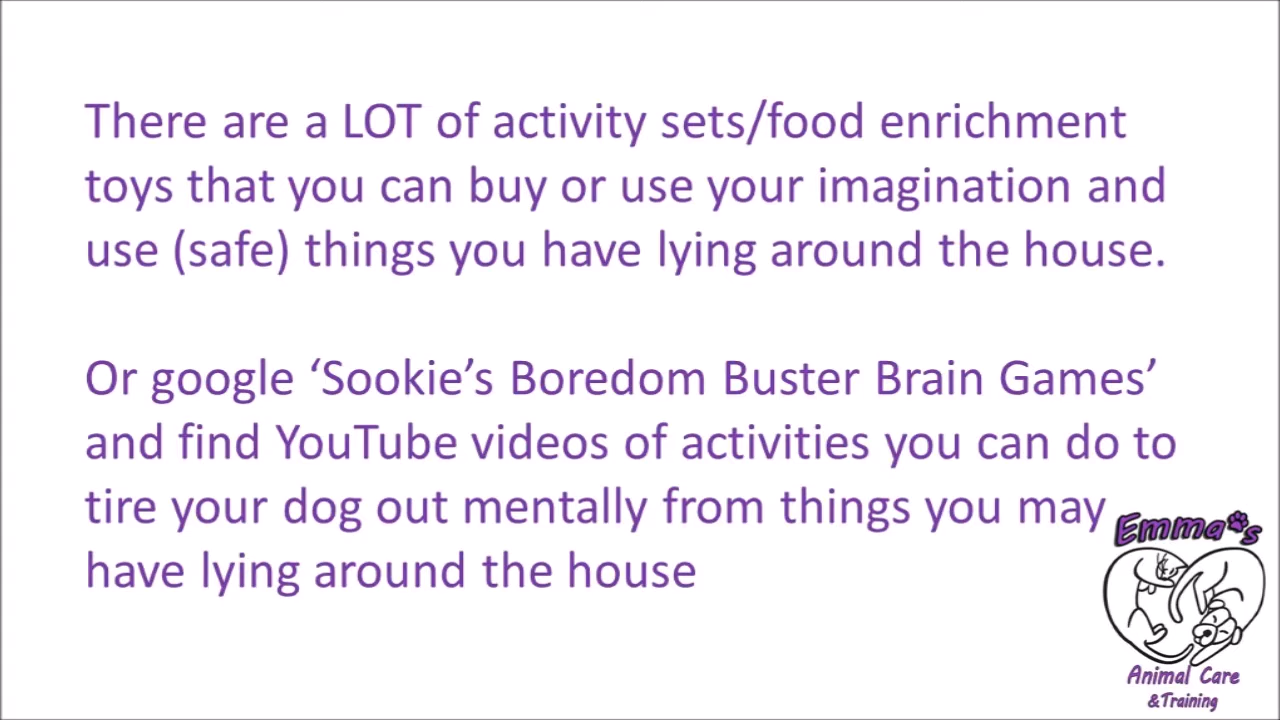 There are a LOT of activity sets/food enrichment
toys that you can buy or use your imagination and
use (safe) things you have lying around the house.
Or google ‘Sookie’s Boredom Buster Brain Games’
and find YouTube videos of activities you can do to
tire your dog out mentally from things you may
have lying around the house
Emma's
Animal Care
&Training